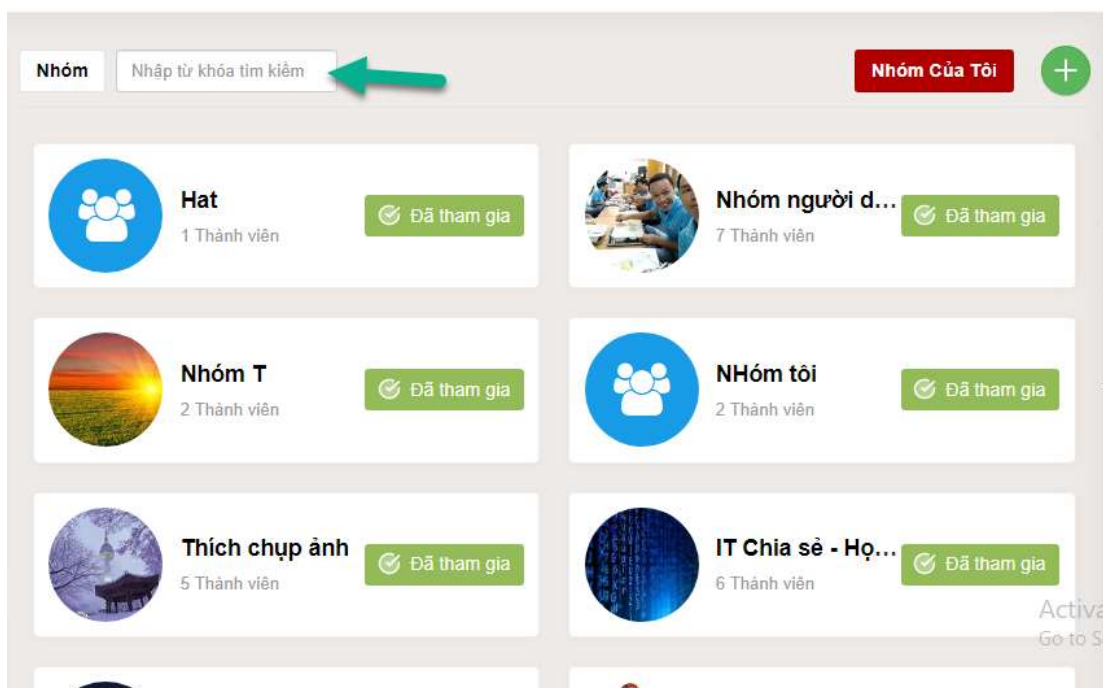 Nhóm
Nhập từ khóa tìm kiếm
Nhóm Của Tôi
Hat
1 Thành viên
Đã tham gia
Nhóm người d...
7 Thành viên
Đã tham gia
Nhóm T
2 Thành viên
Đã tham gia
NHóm tôi
2 Thành viên
Đã tham gia
Thích chụp ảnh
5 Thành viên
Đã tham gia
IT Chia sẻ - Họ...
6 Thành viên
Đã tham gia
Activa
Go to S